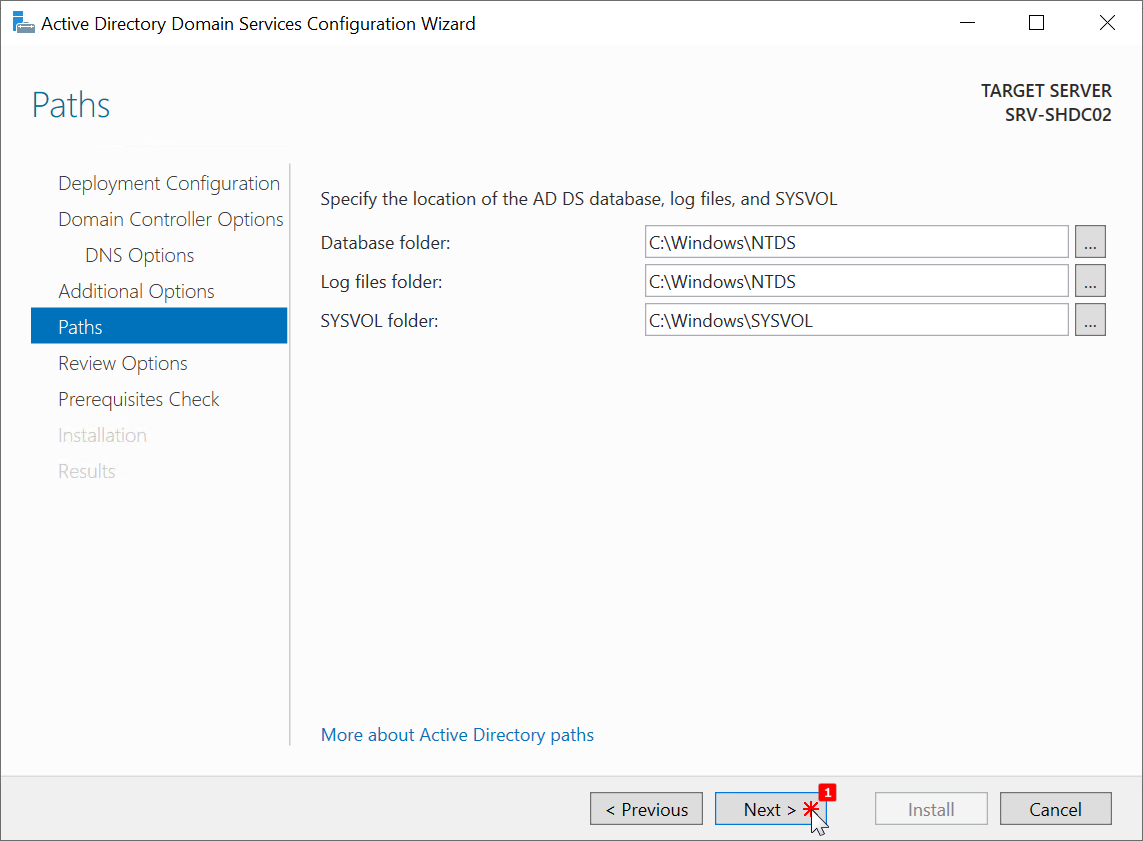 Active Directory Domain Services Configuration Wizard
Paths
TARGET SERVER
SRV-SHDC02
Deployment Configuration
Domain Controller Options
DNS Options
Additional Options
Paths
Review Options
Prerequisites Check
Installation
Results
Specify the location of the AD DS database, log files, and SYSVOL
Database folder: C:\Windows\NTDS ...
Log files folder: C:\Windows\NTDS ...
SYSVOL folder: C:\Windows\SYSVOL ...
More about Active Directory paths
< Previous Next > 1 Install Cancel